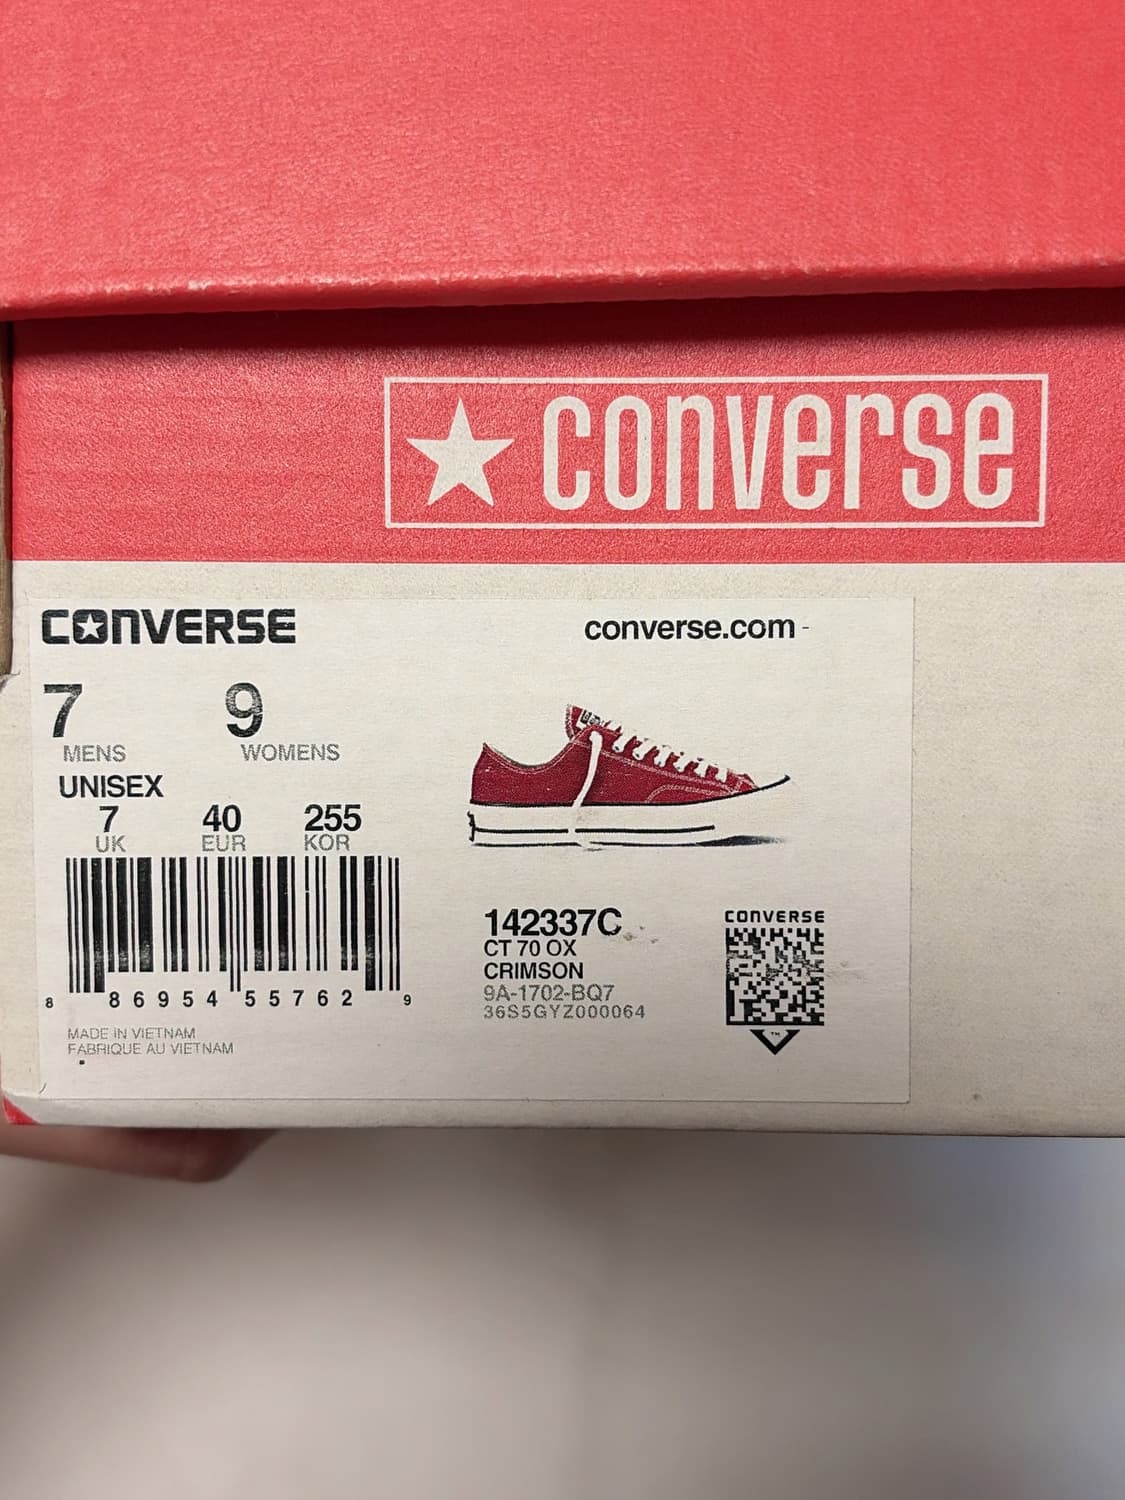 converse
CONVERSE
converse.com -
7 9
MENS WOMENS
UNISEX
7 40 255
UK EUR KOR
8 86954 55762 9
MADE IN VIETNAM
FABRIQUE AU VIETNAM
142337C
CT 70 OX
CRIMSON
9A-1702-BQ7
36S5GYZ000064
CONVERSE
TM